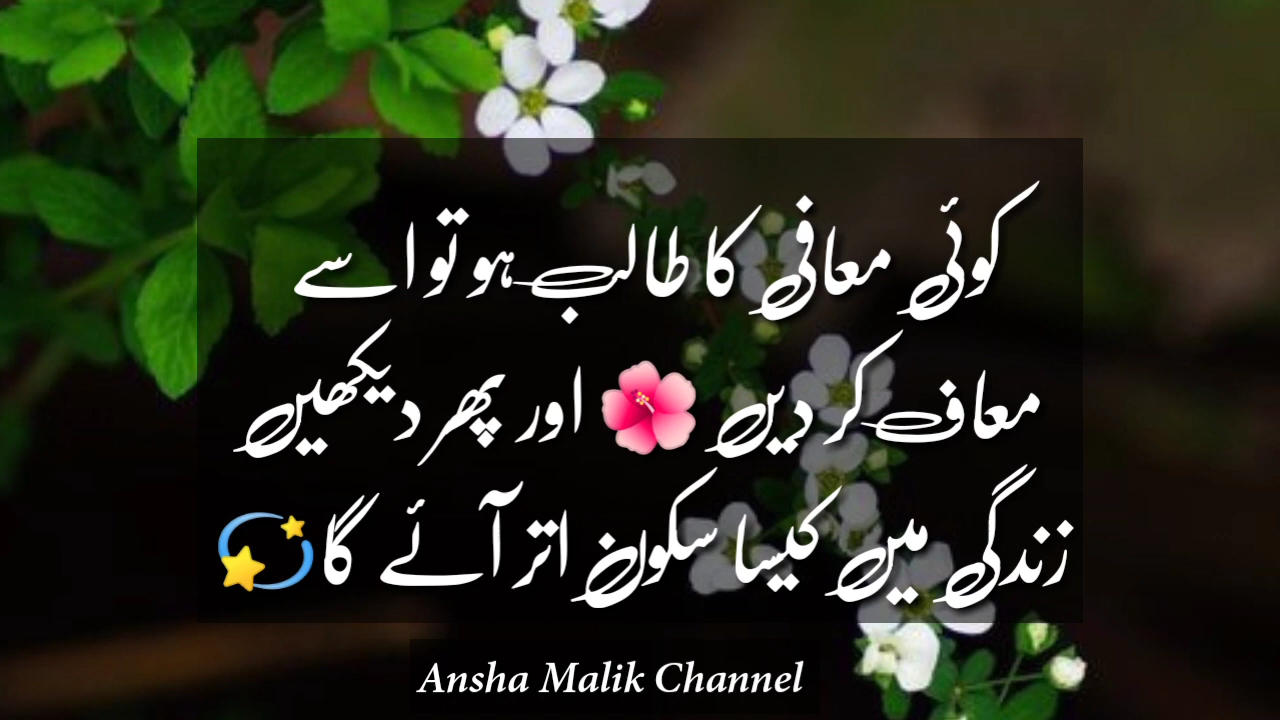 کوئی معافی کا طالب ہو تو اسے
معاف کر دیں 🌺 اور پھر دیکھیں
زندگی میں کیسا سکون اتر آئے گا 💫
Ansha Malik Channel